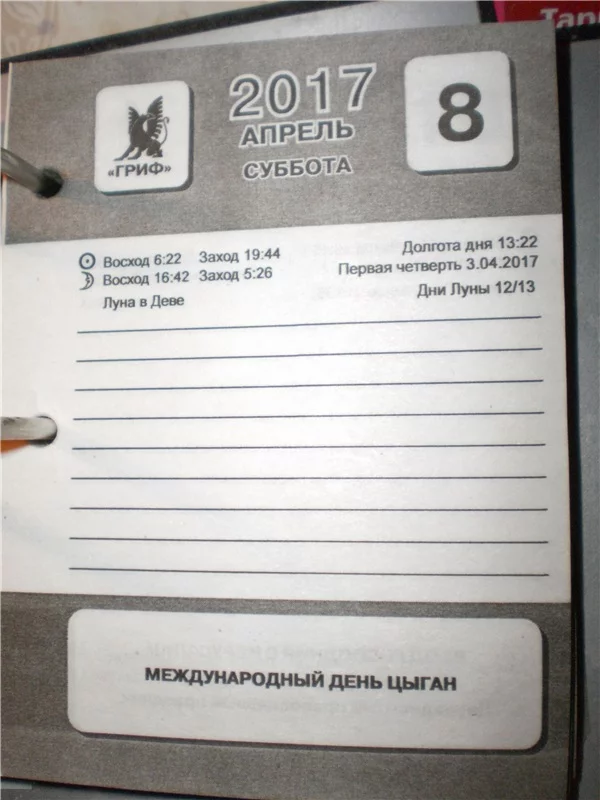 Тар
2017
АПРЕЛЬ
СУББОТА
8
«ГРИФ»
Восход 6:22 Заход 19:44
Восход 16:42 Заход 5:26
Луна в Деве
Долгота дня 13:22
Первая четверть 3.04.2017
Дни Луны 12/13
МЕЖДУНАРОДНЫЙ ДЕНЬ ЦЫГАН